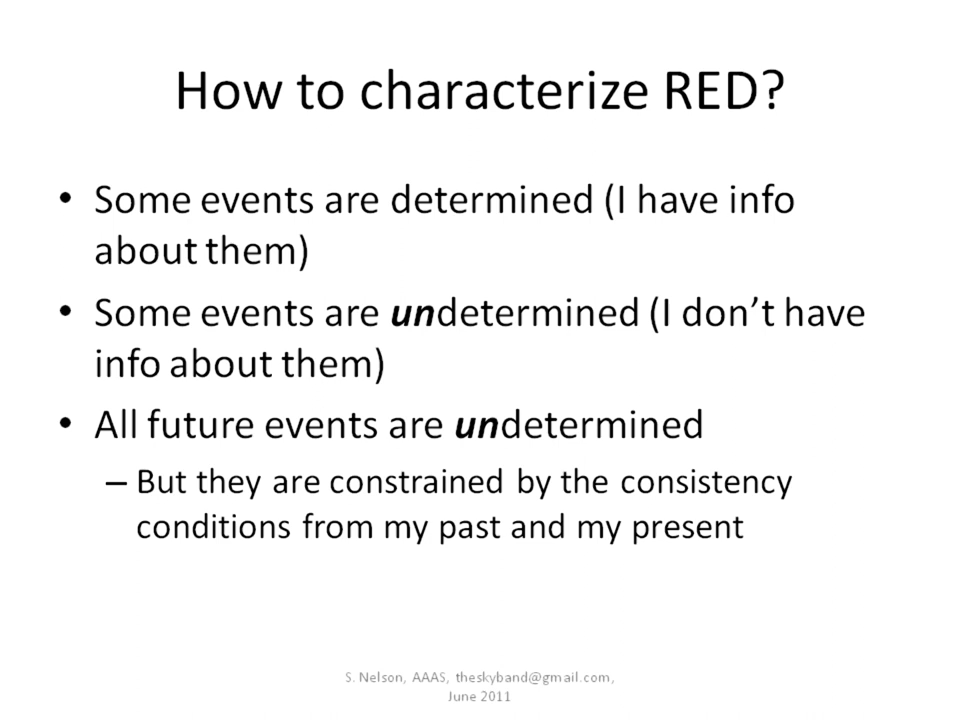 How to characterize RED?
• Some events are determined (I have info
about them)
• Some events are undetermined (I don't have
info about them)
• All future events are undetermined
– But they are constrained by the consistency
conditions from my past and my present
S. Nelson, AAAS, theskyband@gmail.com,
June 2011